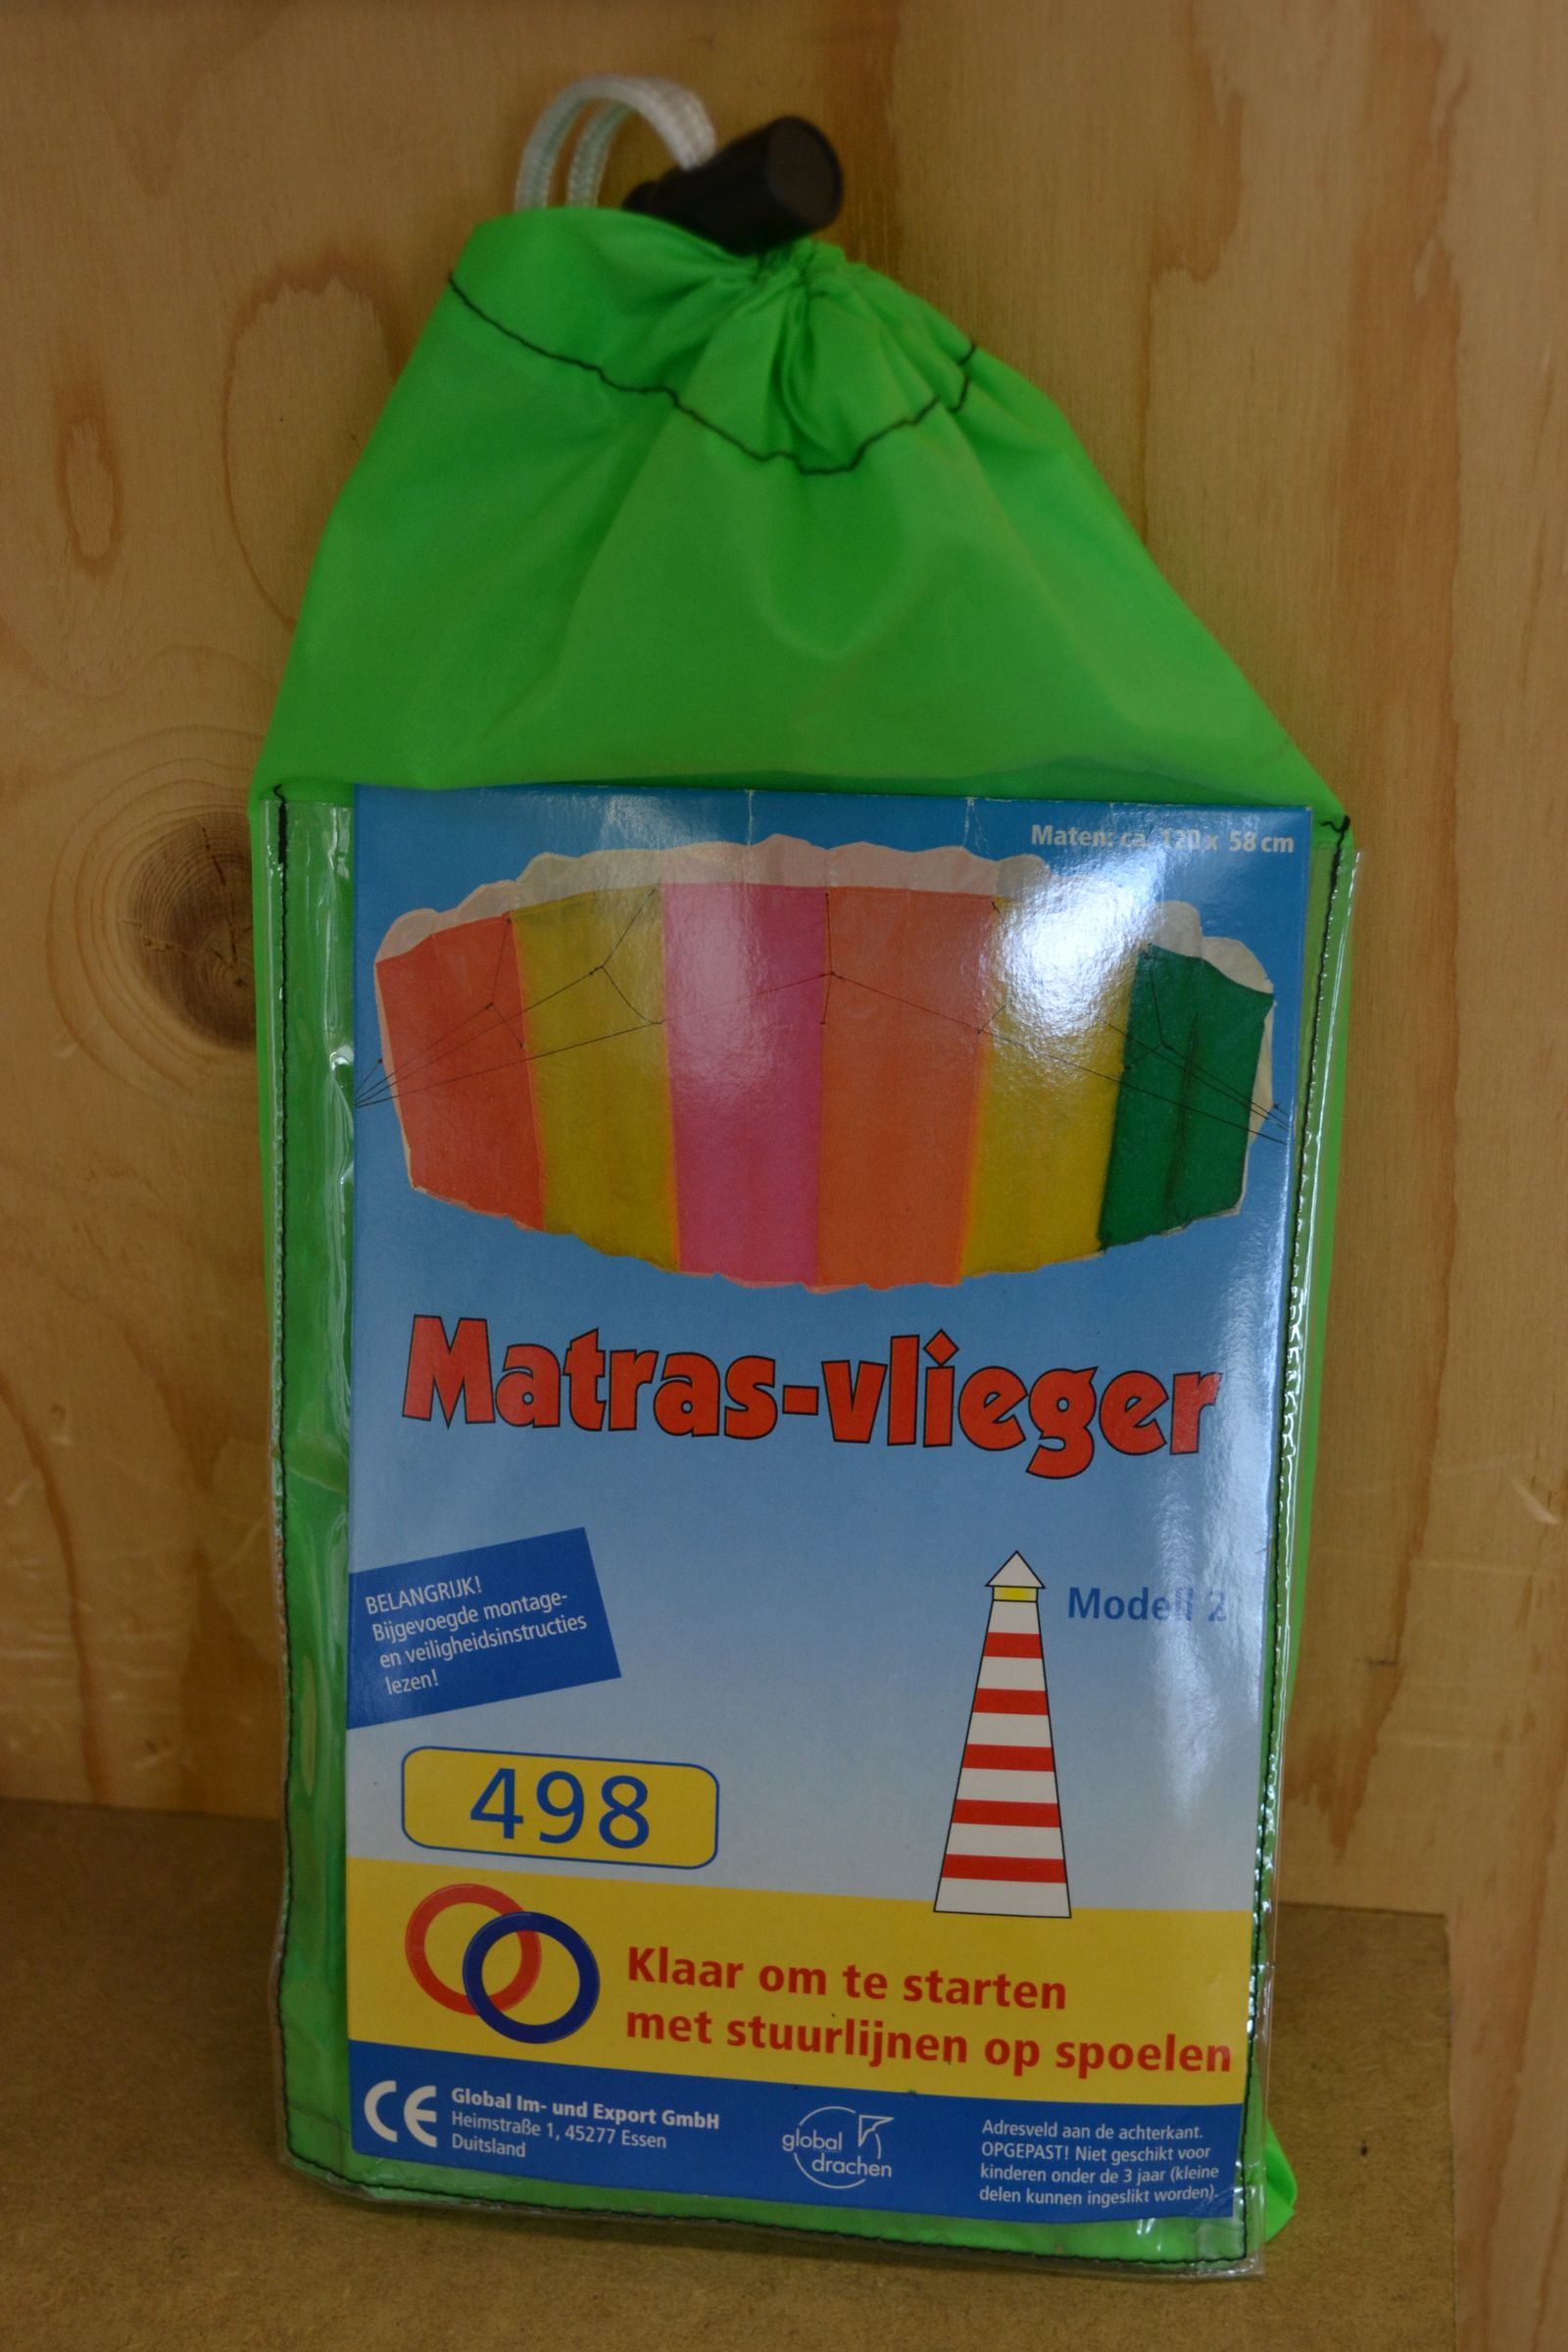 Maten: ca. 120 x 58 cm
Matras-vlieger
BELANGRIJK!
Bijgevoegde montage-
en veiligheidsinstructies
lezen!
Modell 2
498
Klaar om te starten
met stuurlijnen op spoelen
CE
Global Im- und Export GmbH
Heimstraße 1, 45277 Essen
Duitsland
global
drachen
Adresveld aan de achterkant.
OPGEPAST! Niet geschikt voor
kinderen onder de 3 jaar (kleine
delen kunnen ingeslikt worden).